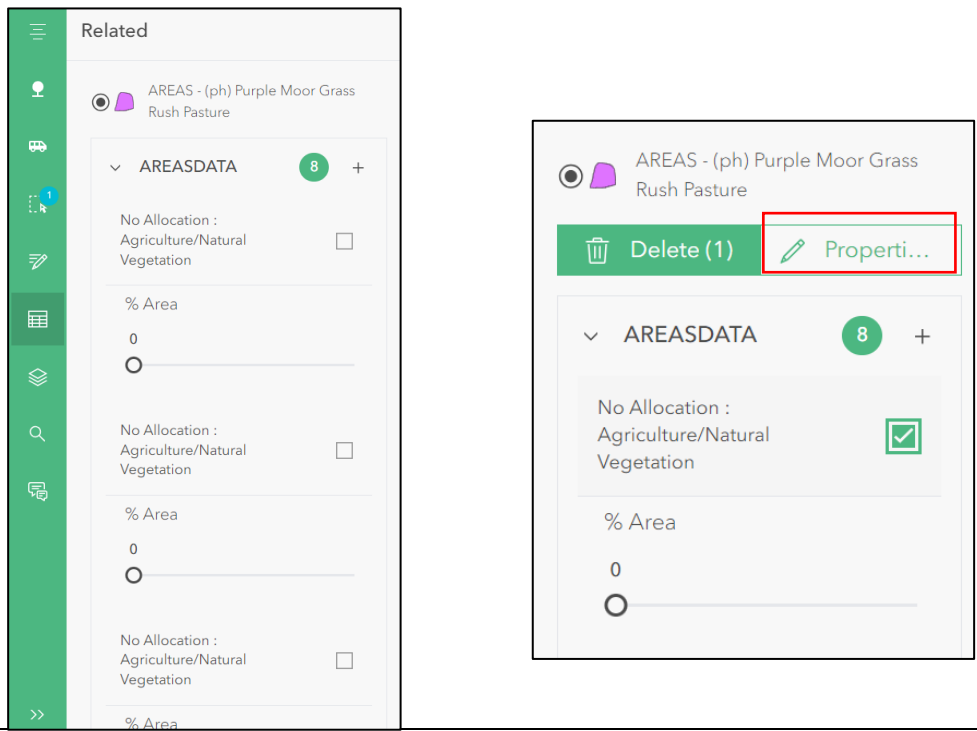 Related
AREAS - (ph) Purple Moor Grass
Rush Pasture
AREASDATA 8 +
1
No Allocation :
Agriculture/Natural
Vegetation
% Area
0
No Allocation :
Agriculture/Natural
Vegetation
% Area
0
No Allocation :
Agriculture/Natural
Vegetation
% Area
AREAS - (ph) Purple Moor Grass
Rush Pasture
Delete (1) Properti...
AREASDATA 8 +
No Allocation :
Agriculture/Natural
Vegetation
% Area
0